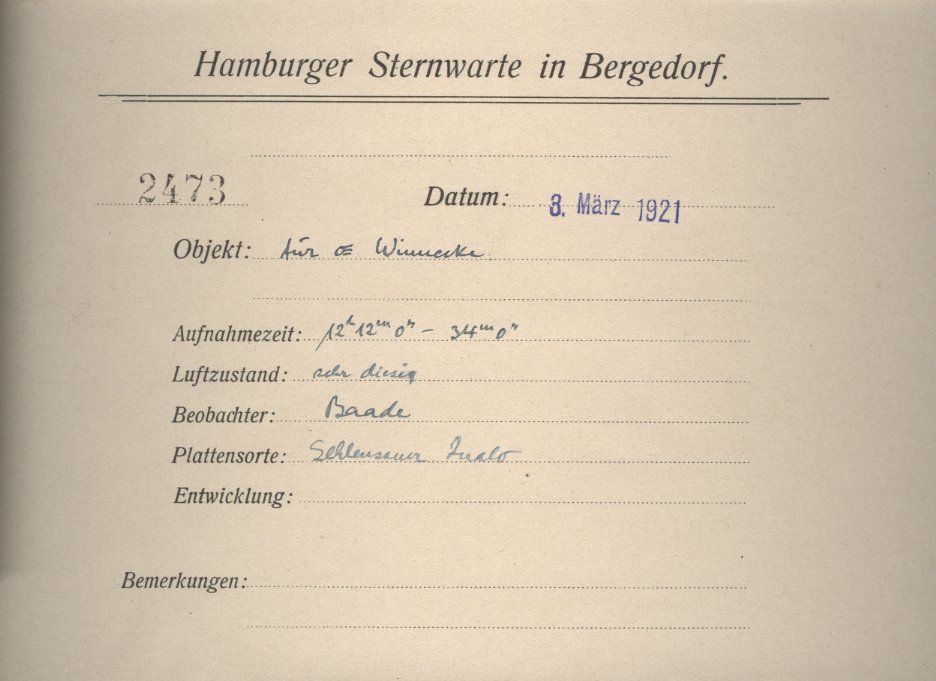 Hamburger Sternwarte in Bergedorf.
2473 Datum: 3. März 1921
Objekt: für Winnecke
Aufnahmezeit: 12ʰ12ᵐ0ˢ – 34ᵐ0ˢ
Luftzustand: sehr diesig
Beobachter: Baade
Plattensorte: Schleussner
Entwicklung:
Bemerkungen: